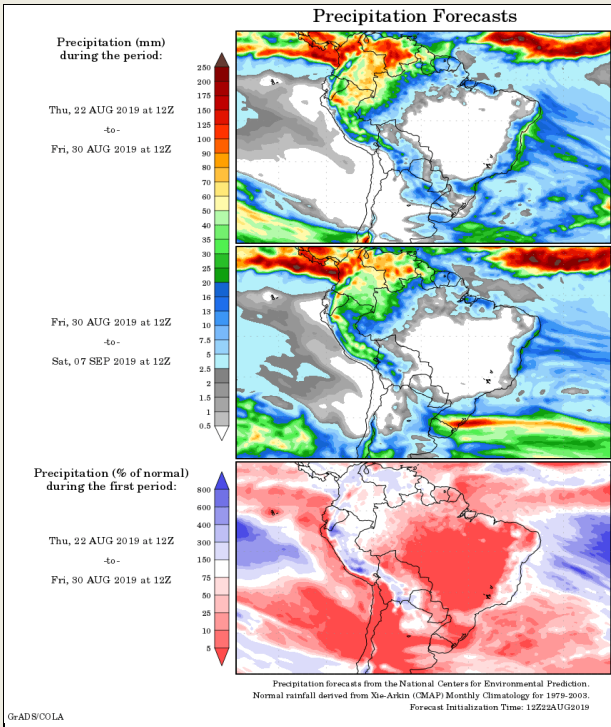 Precipitation Forecasts
Precipitation (mm)
during the period:
Thu, 22 AUG 2019 at 12Z
-to-
Fri, 30 AUG 2019 at 12Z
250
200
175
150
125
100
90
80
70
60
50
40
35
30
25
20
16
13
10
7.5
5
2.5
2
1.5
1
0.5
Fri, 30 AUG 2019 at 12Z
-to-
Sat, 07 SEP 2019 at 12Z
Precipitation (% of normal)
during the first period:
Thu, 22 AUG 2019 at 12Z
-to-
Fri, 30 AUG 2019 at 12Z
800
600
400
300
150
75
50
25
10
5
Precipitation forecasts from the National Centers for Environmental Prediction.
Normal rainfall derived from Xie-Arkin (CMAP) Monthly Climatology for 1979-2003.
Forecast Initialization Time: 12Z22AUG2019
GrADS/COLA